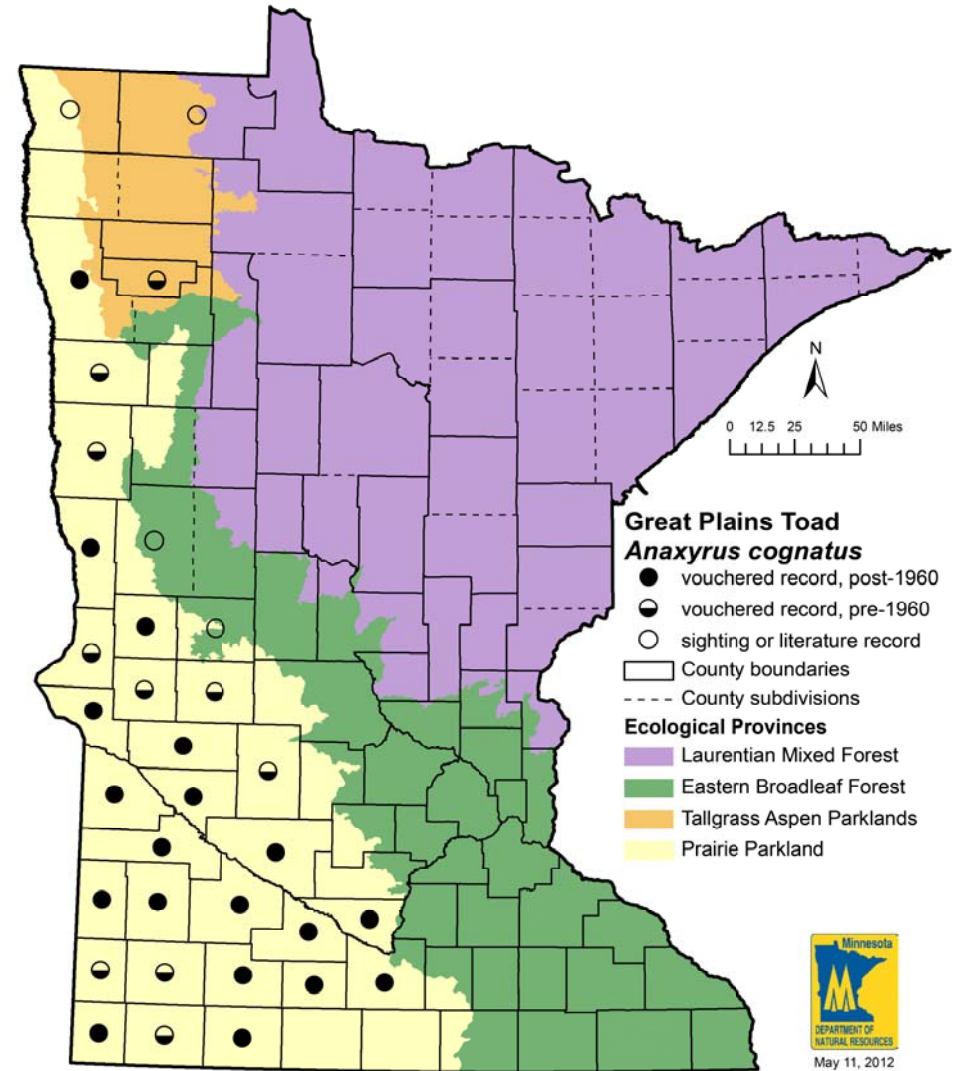 N
0 12.5 25 50 Miles
Great Plains Toad
Anaxyrus cognatus
vouchered record, post-1960
vouchered record, pre-1960
sighting or literature record
County boundaries
County subdivisions
Ecological Provinces
Laurentian Mixed Forest
Eastern Broadleaf Forest
Tallgrass Aspen Parklands
Prairie Parkland
Minnesota
DEPARTMENT OF
NATURAL RESOURCES
May 11, 2012